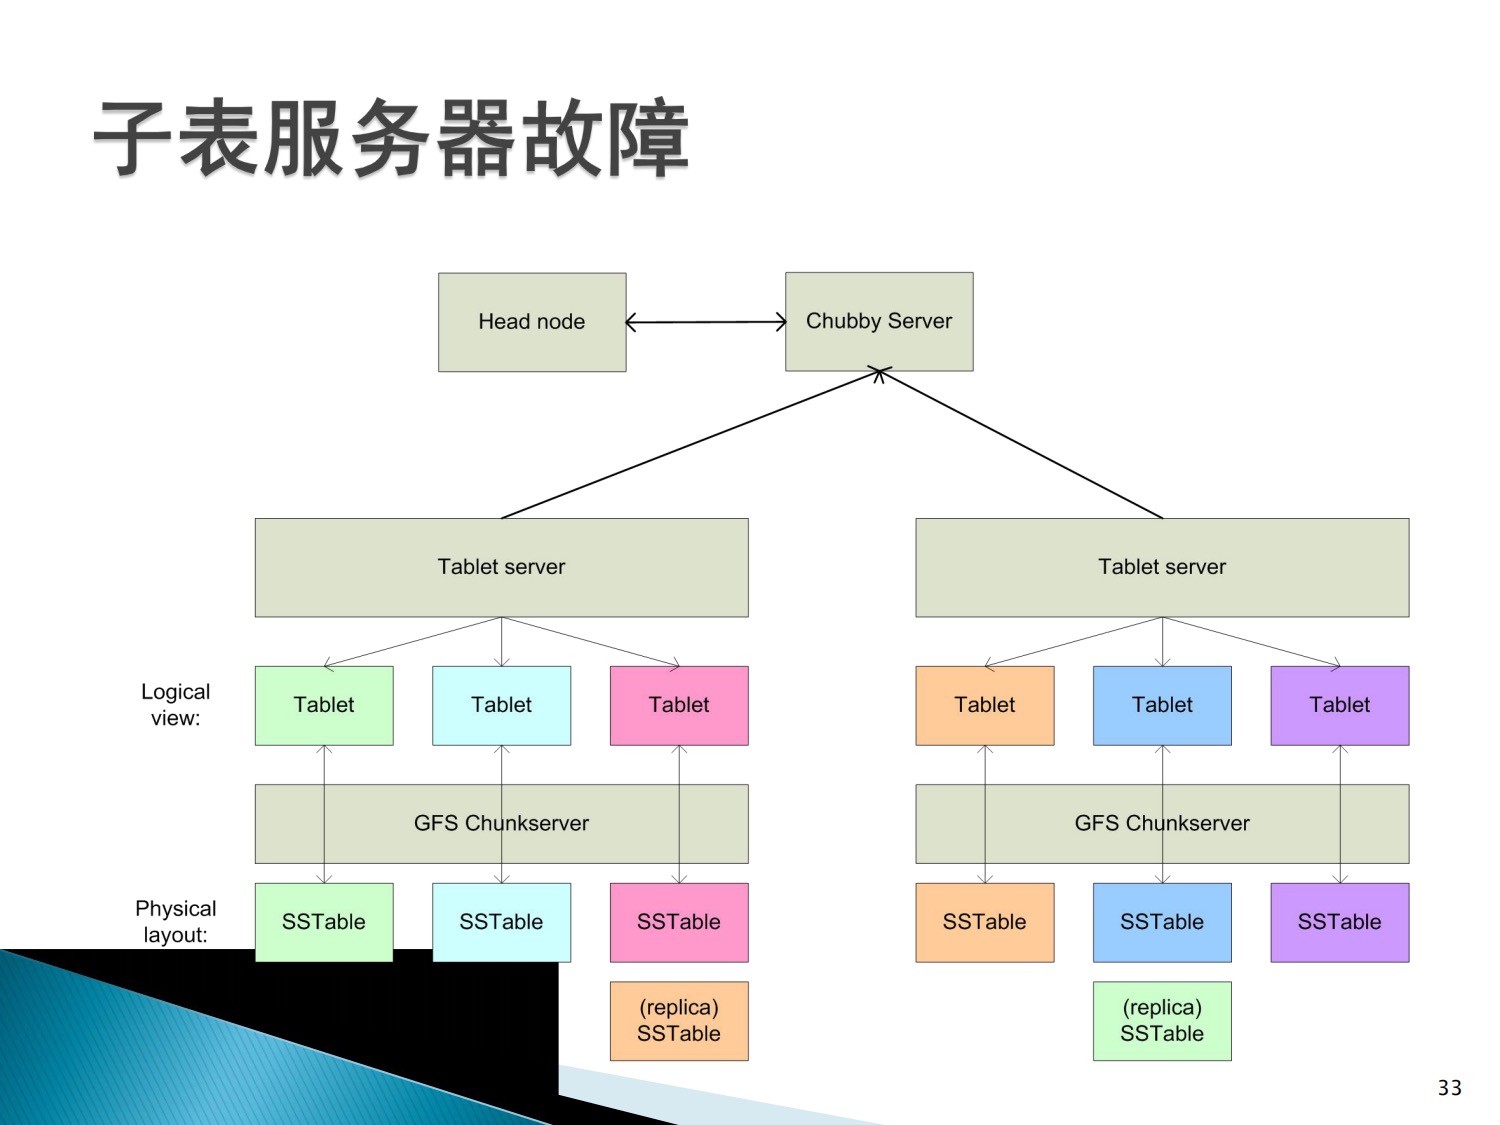 子表服务器故障
Head node
Chubby Server
Tablet server
Tablet server
Logical
view:
Tablet
Tablet
Tablet
Tablet
Tablet
Tablet
GFS Chunkserver
GFS Chunkserver
Physical
layout:
SSTable
SSTable
SSTable
SSTable
SSTable
SSTable
(replica)
SSTable
(replica)
SSTable
33